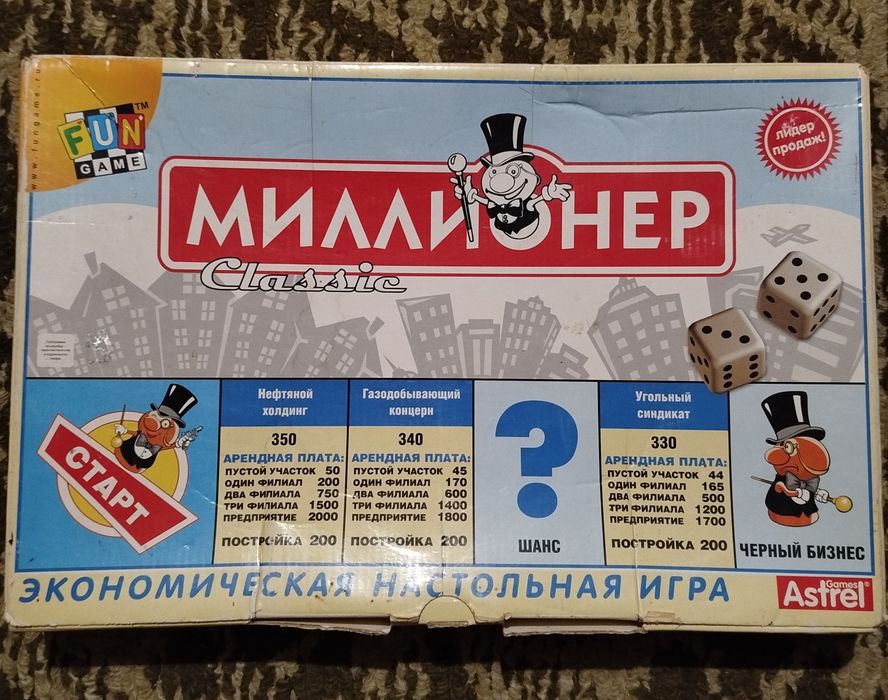 www.fungame.ru
FUN™
GAME
лидер
продаж!
МИЛЛИОНЕР
Classic
СТАРТ
Нефтяной
холдинг
350
АРЕНДНАЯ ПЛАТА:
ПУСТОЙ УЧАСТОК 50
ОДИН ФИЛИАЛ 200
ДВА ФИЛИАЛА 750
ТРИ ФИЛИАЛА 1500
ПРЕДПРИЯТИЕ 2000
ПОСТРОЙКА 200
Газодобывающий
концерн
340
АРЕНДНАЯ ПЛАТА:
ПУСТОЙ УЧАСТОК 45
ОДИН ФИЛИАЛ 170
ДВА ФИЛИАЛА 600
ТРИ ФИЛИАЛА 1400
ПРЕДПРИЯТИЕ 1800
ПОСТРОЙКА 200
?
ШАНС
Угольный
синдикат
330
АРЕНДНАЯ ПЛАТА:
ПУСТОЙ УЧАСТОК 44
ОДИН ФИЛИАЛ 165
ДВА ФИЛИАЛА 500
ТРИ ФИЛИАЛА 1200
ПРЕДПРИЯТИЕ 1700
ПОСТРОЙКА 200
ЧЕРНЫЙ БИЗНЕС
ЭКОНОМИЧЕСКАЯ НАСТОЛЬНАЯ ИГРА
Games
Astrel®